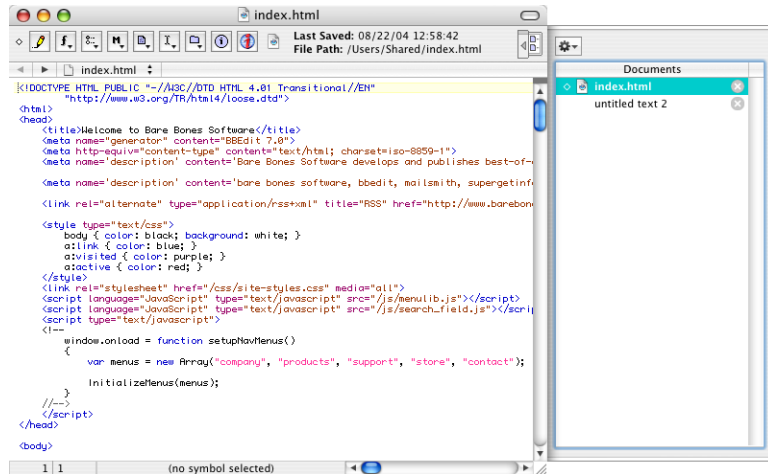 index.html
Last Saved: 08/22/04 12:58:42
File Path: /Users/Shared/index.html
index.html
<!DOCTYPE HTML PUBLIC "-//W3C//DTD HTML 4.01 Transitional//EN"
"http://www.w3.org/TR/html4/loose.dtd">
<html>
<head>
<title>Welcome to Bare Bones Software</title>
<meta name="generator" content="BBEdit 7.0">
<meta http-equiv="content-type" content="text/html; charset=iso-8859-1">
<meta name='description' content='Bare Bones Software develops and publishes best-of-
<meta name='description' content='bare bones software, bbedit, mailsmith, supergetinf
<link rel="alternate" type="application/rss+xml" title="RSS" href="http://www.barebon
<style type="text/css">
body { color: black; background: white; }
a:link { color: blue; }
a:visited { color: purple; }
a:active { color: red; }
</style>
<link rel="stylesheet" href="/css/site-styles.css" media="all">
<script language="JavaScript" type="text/javascript" src="/js/menulib.js"></script>
<script language="JavaScript" type="text/javascript" src="/js/search_field.js"></scri
<script type="text/javascript">
<!--
window.onload = function setupNavMenus()
{
var menus = new Array("company", "products", "support", "store", "contact");
InitializeMenus(menus);
}
//-->
</script>
</head>
<body>
1 1 (no symbol selected)
Documents
index.html
untitled text 2